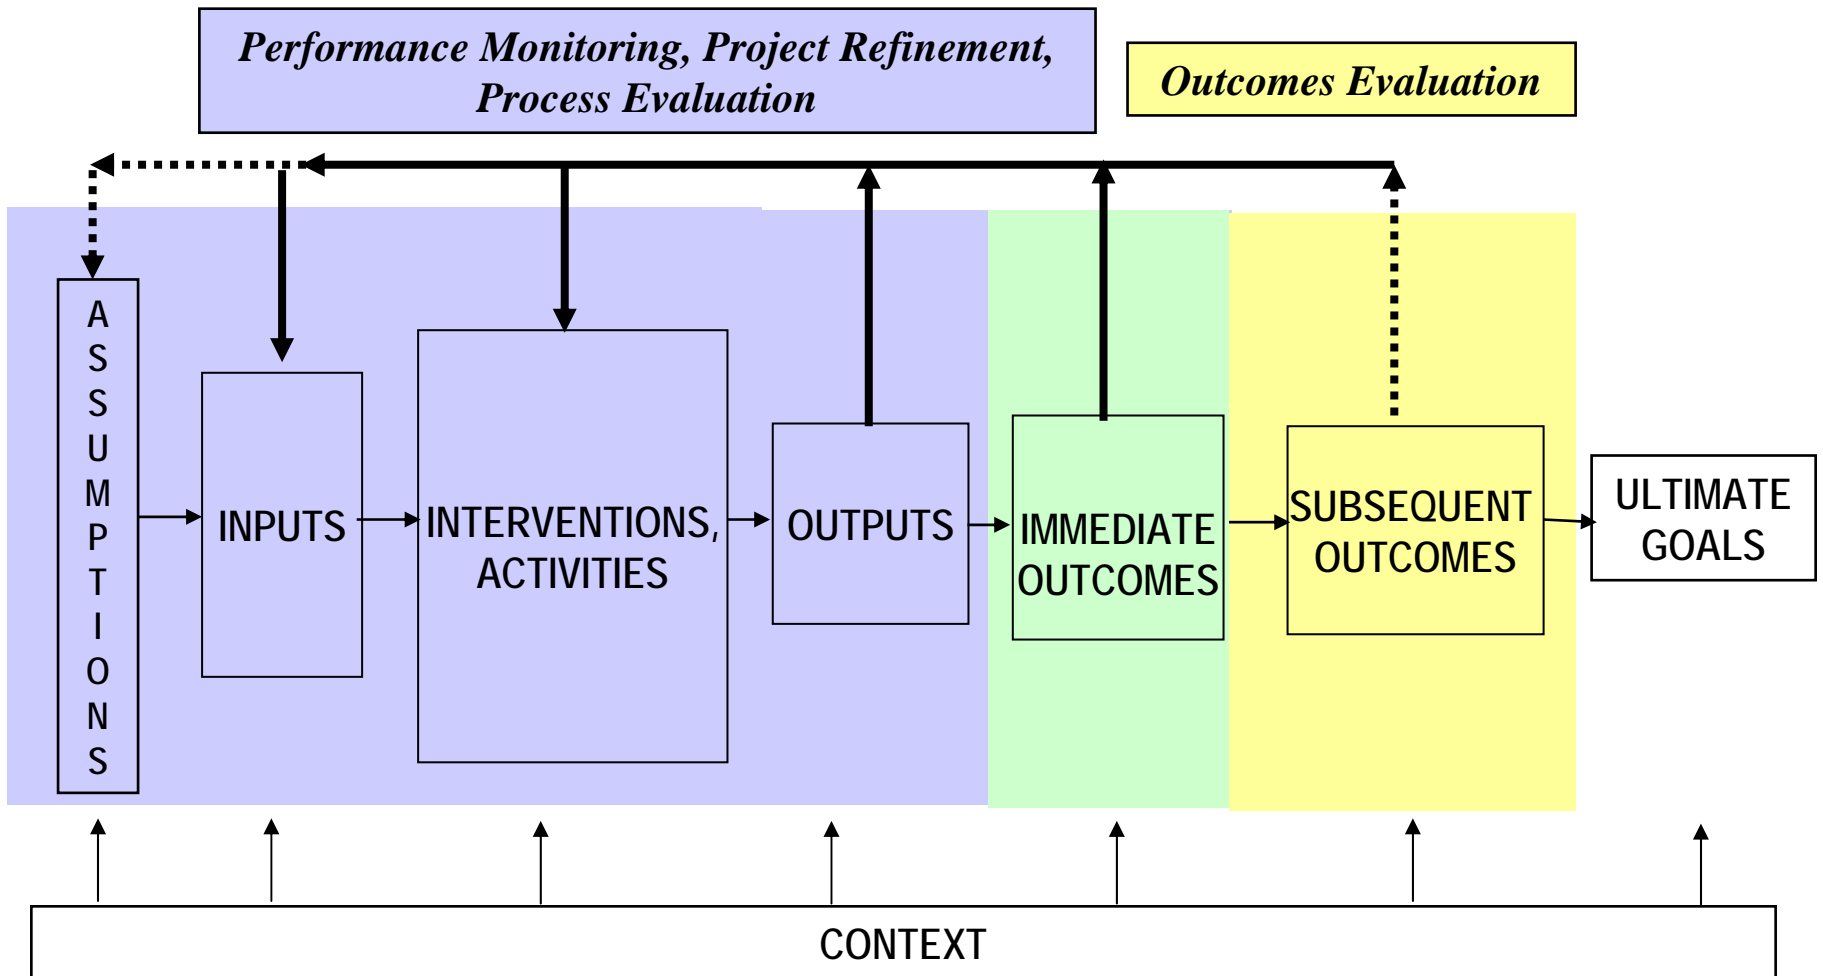 Performance Monitoring, Project Refinement,
Process Evaluation
Outcomes Evaluation
ASSUMPTIONS
INPUTS
INTERVENTIONS,
ACTIVITIES
OUTPUTS
IMMEDIATE
OUTCOMES
SUBSEQUENT
OUTCOMES
ULTIMATE
GOALS
CONTEXT